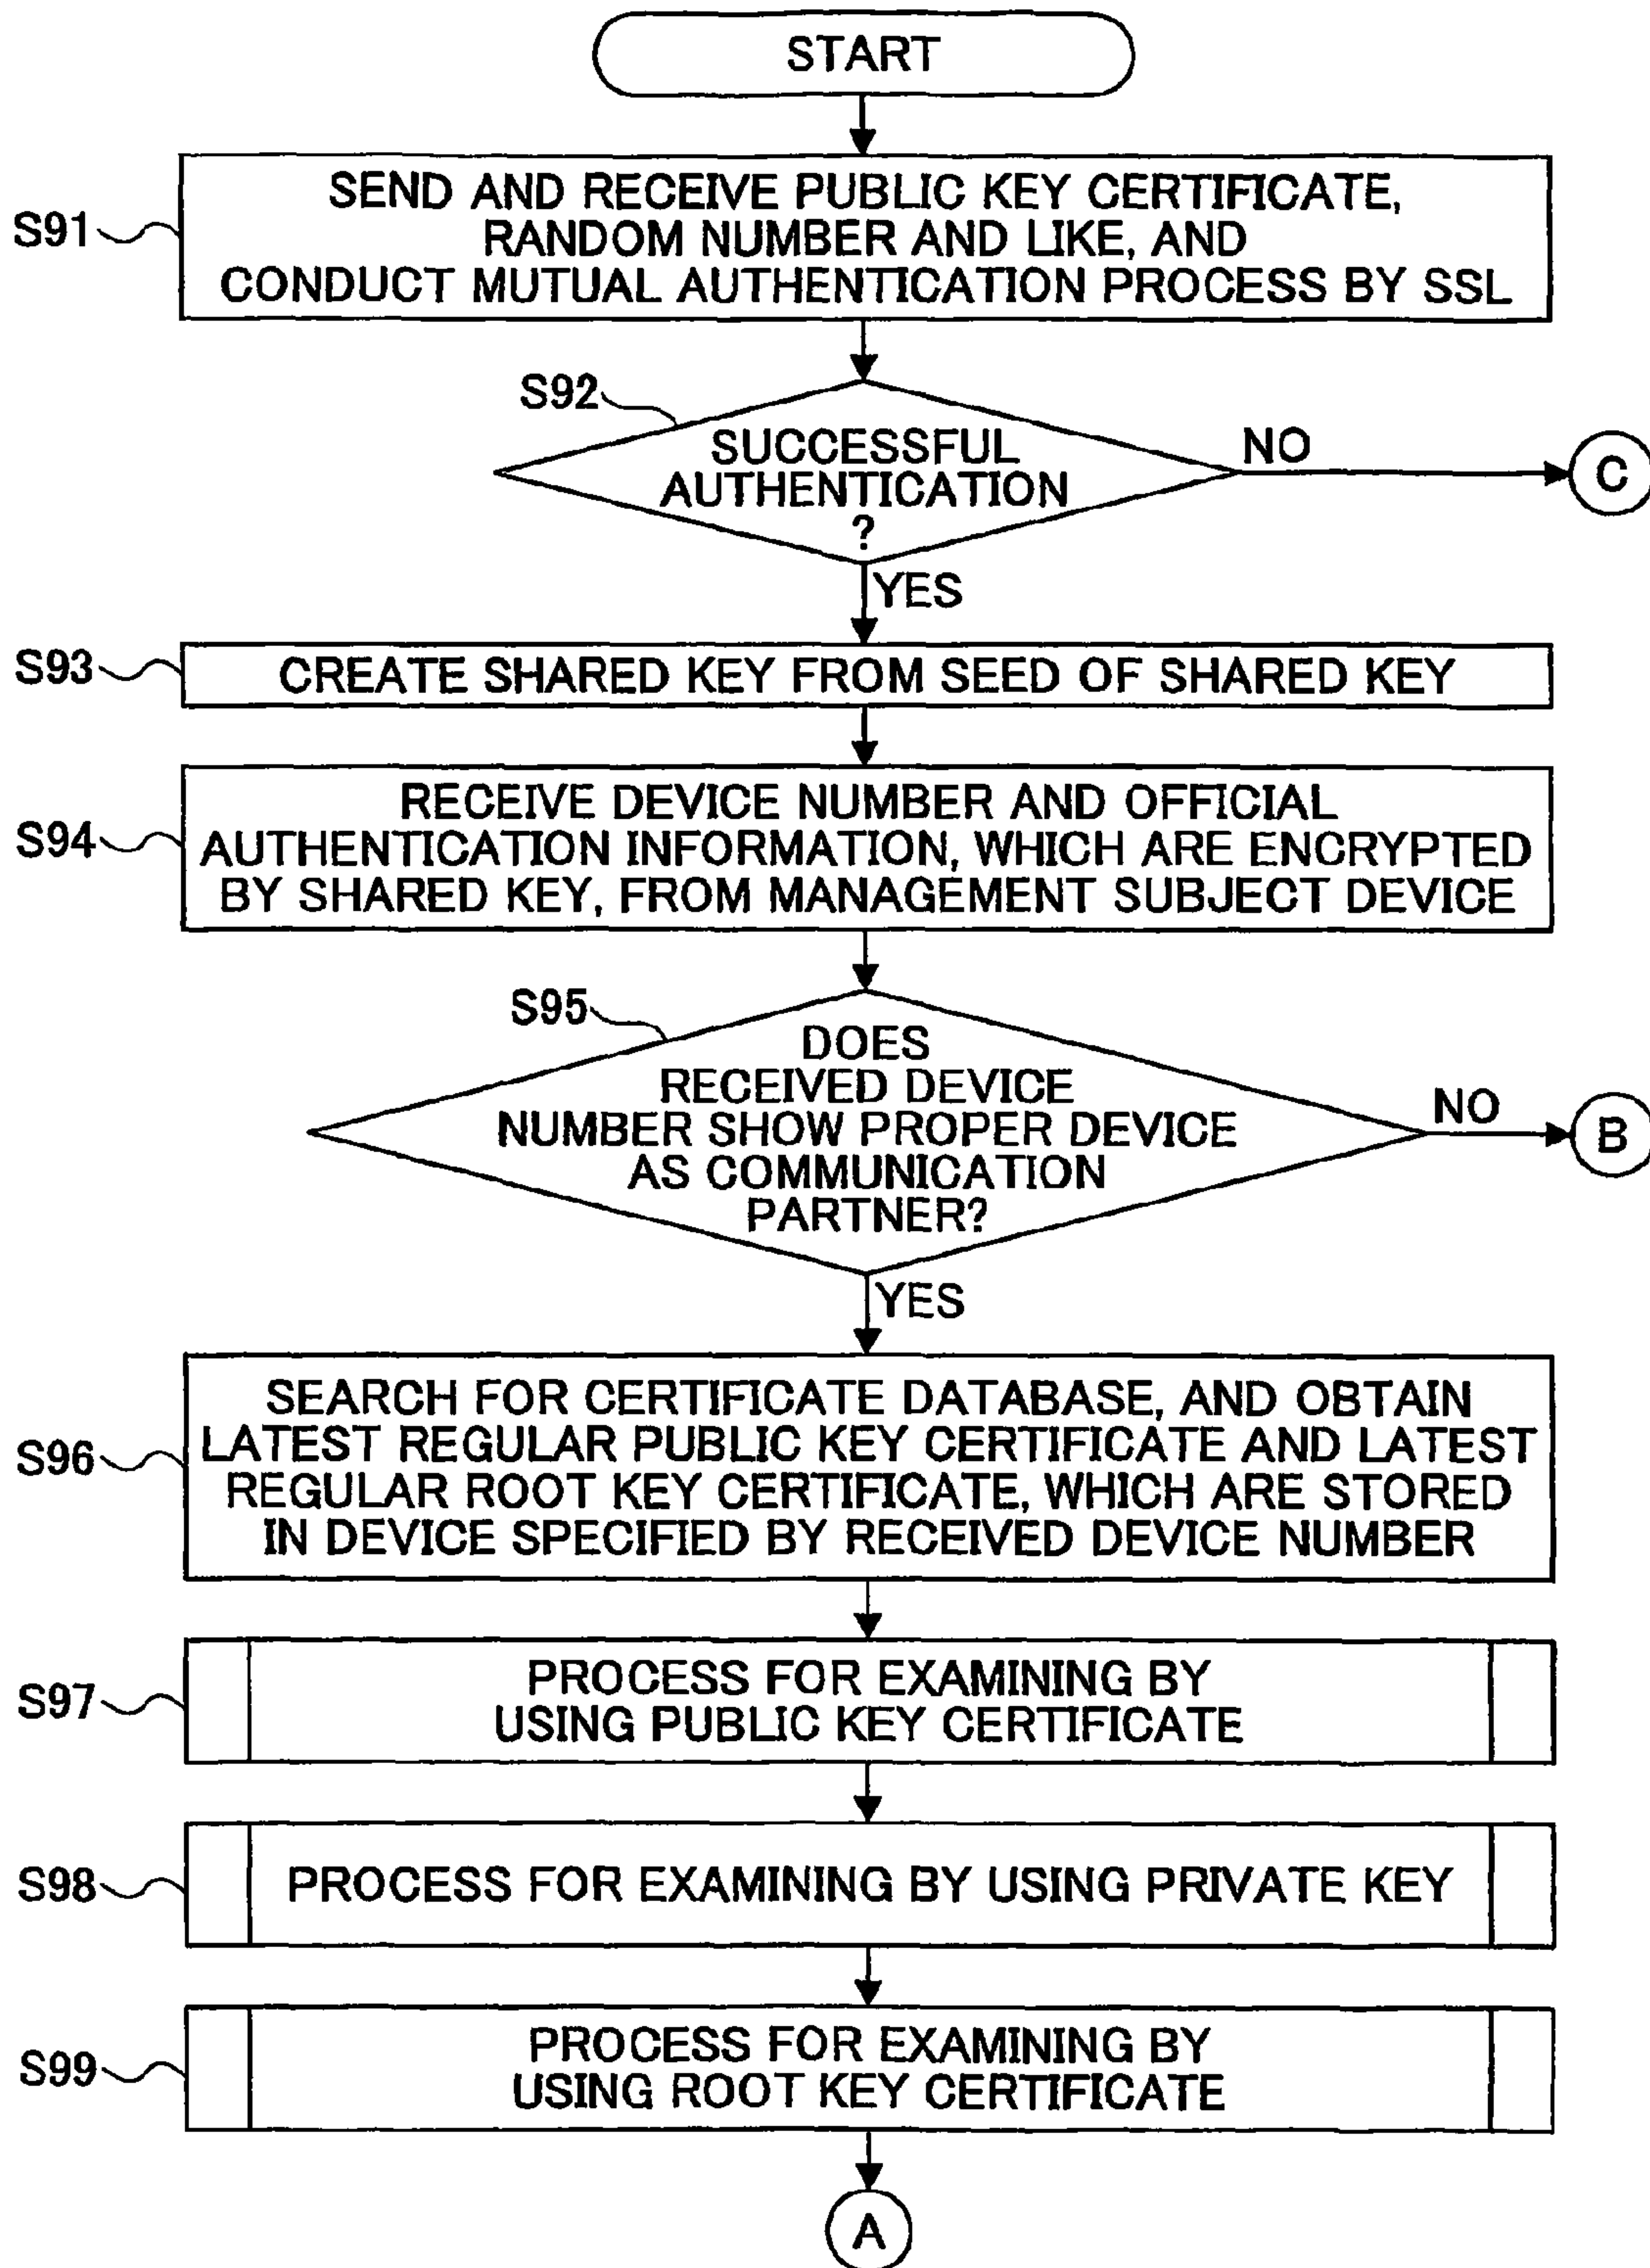 START
S91
SEND AND RECEIVE PUBLIC KEY CERTIFICATE,
RANDOM NUMBER AND LIKE, AND
CONDUCT MUTUAL AUTHENTICATION PROCESS BY SSL
S92
SUCCESSFUL
AUTHENTICATION
?
NO
C
YES
S93
CREATE SHARED KEY FROM SEED OF SHARED KEY
S94
RECEIVE DEVICE NUMBER AND OFFICIAL
AUTHENTICATION INFORMATION, WHICH ARE ENCRYPTED
BY SHARED KEY, FROM MANAGEMENT SUBJECT DEVICE
S95
DOES
RECEIVED DEVICE
NUMBER SHOW PROPER DEVICE
AS COMMUNICATION
PARTNER?
NO
B
YES
S96
SEARCH FOR CERTIFICATE DATABASE, AND OBTAIN
LATEST REGULAR PUBLIC KEY CERTIFICATE AND LATEST
REGULAR ROOT KEY CERTIFICATE, WHICH ARE STORED
IN DEVICE SPECIFIED BY RECEIVED DEVICE NUMBER
S97
PROCESS FOR EXAMINING BY
USING PUBLIC KEY CERTIFICATE
S98
PROCESS FOR EXAMINING BY USING PRIVATE KEY
S99
PROCESS FOR EXAMINING BY
USING ROOT KEY CERTIFICATE
A